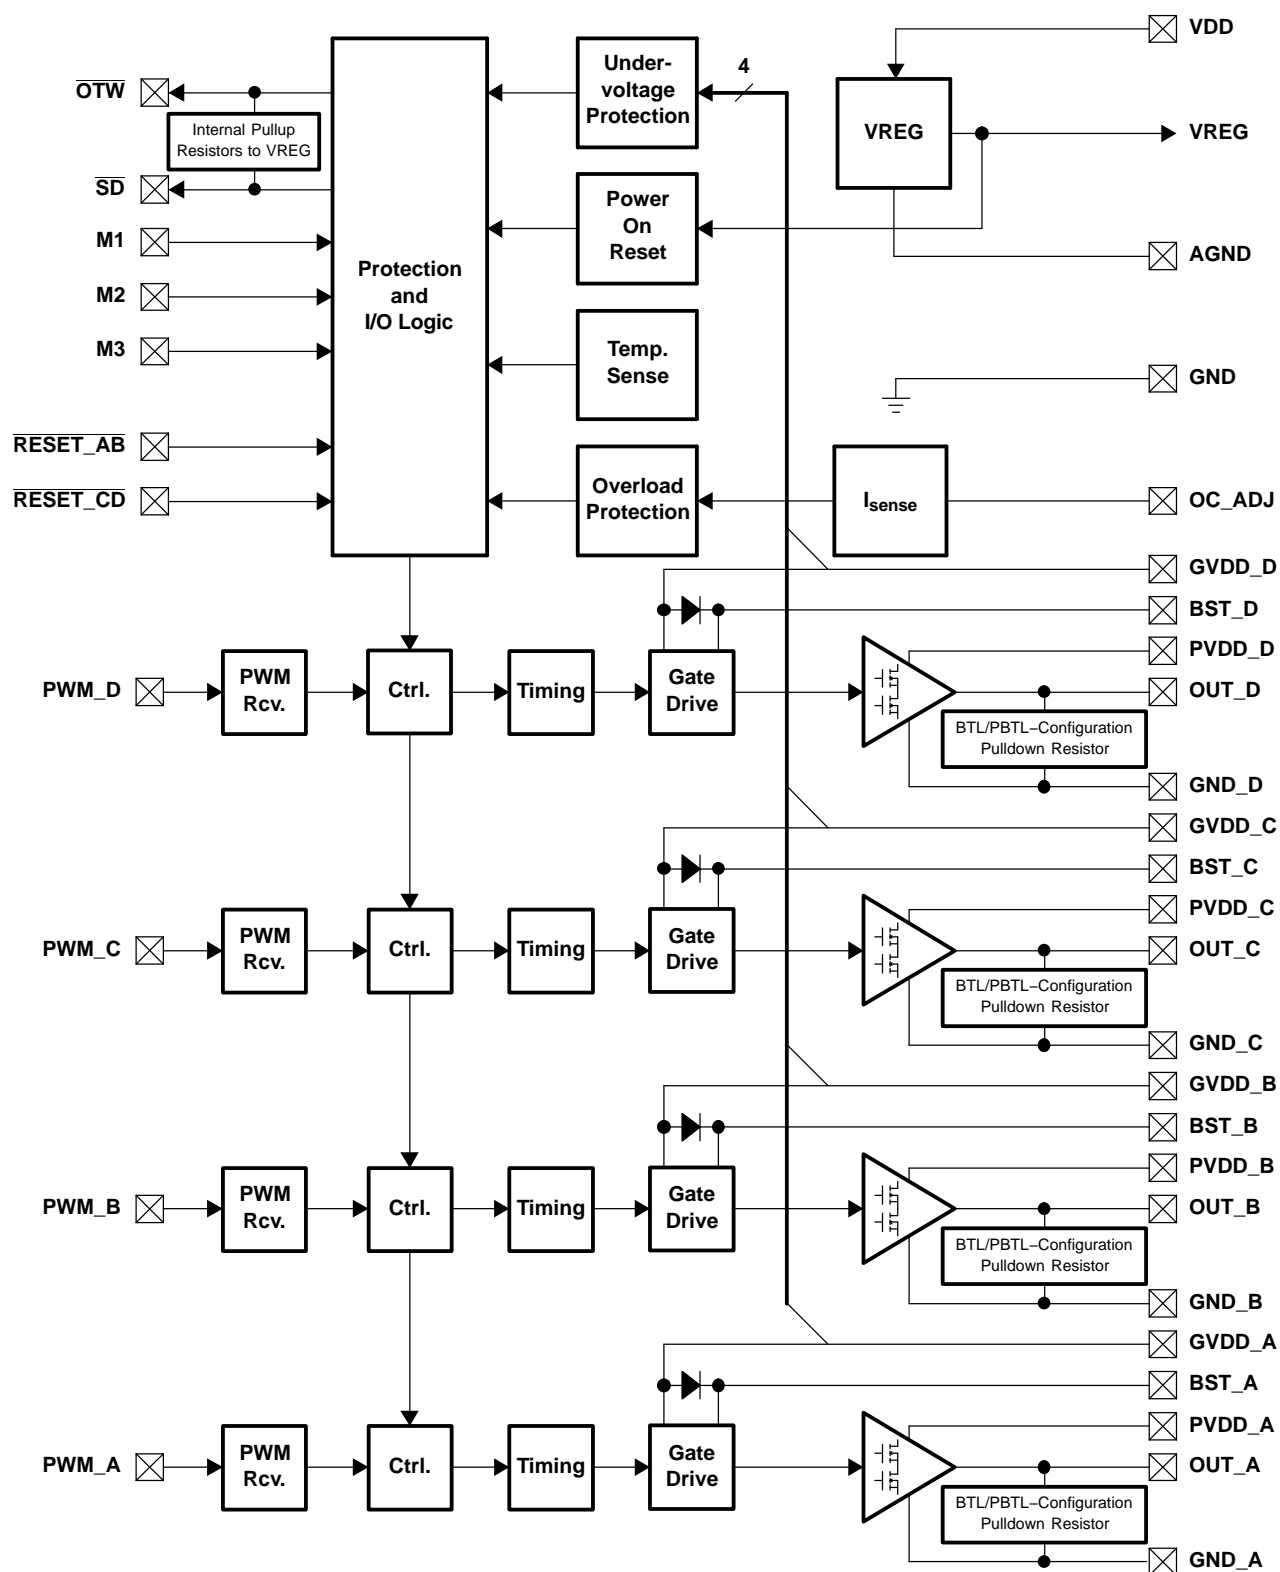 VDD
Under-
voltage
Protection
4
OTW
VREG
VREG
Internal Pullup
Resistors to VREG
SD
Power
On
Reset
M1
AGND
Protection
and
I/O Logic
M2
M3
Temp.
Sense
GND
RESET_AB
RESET_CD
Overload
Protection
Isense
OC_ADJ
GVDD_D
BST_D
PVDD_D
PWM_D
PWM
Rcv.
Ctrl.
Timing
Gate
Drive
OUT_D
BTL/PBTL–Configuration
Pulldown Resistor
GND_D
GVDD_C
BST_C
PVDD_C
PWM_C
PWM
Rcv.
Ctrl.
Timing
Gate
Drive
OUT_C
BTL/PBTL–Configuration
Pulldown Resistor
GND_C
GVDD_B
BST_B
PVDD_B
PWM_B
PWM
Rcv.
Ctrl.
Timing
Gate
Drive
OUT_B
BTL/PBTL–Configuration
Pulldown Resistor
GND_B
GVDD_A
BST_A
PVDD_A
PWM_A
PWM
Rcv.
Ctrl.
Timing
Gate
Drive
OUT_A
BTL/PBTL–Configuration
Pulldown Resistor
GND_A